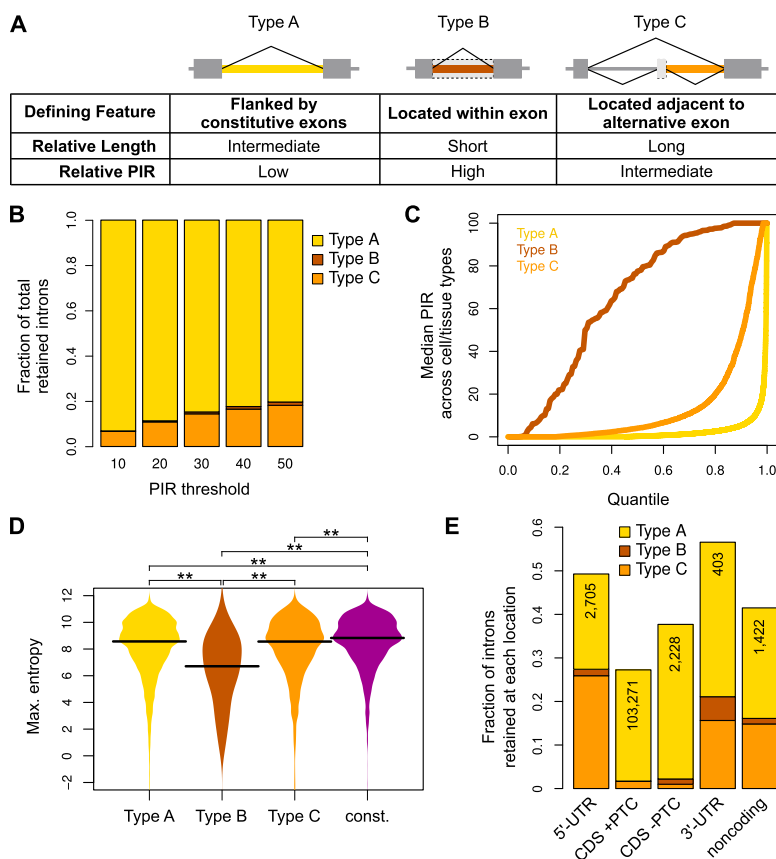 A
Type A Type B Type C
Defining Feature Flanked by constitutive exons Located within exon Located adjacent to alternative exon
Relative Length Intermediate Short Long
Relative PIR Low High Intermediate
B
Fraction of total
retained introns
0.0 0.2 0.4 0.6 0.8 1.0
10 20 30 40 50
PIR threshold
Type A
Type B
Type C
C
Median PIR
across cell/tissue types
0 20 40 60 80 100
Type A
Type B
Type C
0.0 0.2 0.4 0.6 0.8 1.0
Quantile
D
** 
**
**
** **
Max. entropy
−2 0 2 4 6 8 10 12
Type A Type B Type C const.
E
Fraction of introns
retained at each location
0 0.1 0.2 0.3 0.4 0.5 0.6
Type A
Type B
Type C
2,705
103,271
2,228
403
1,422
5'-UTR
CDS +PTC
CDS -PTC
3'-UTR
noncoding